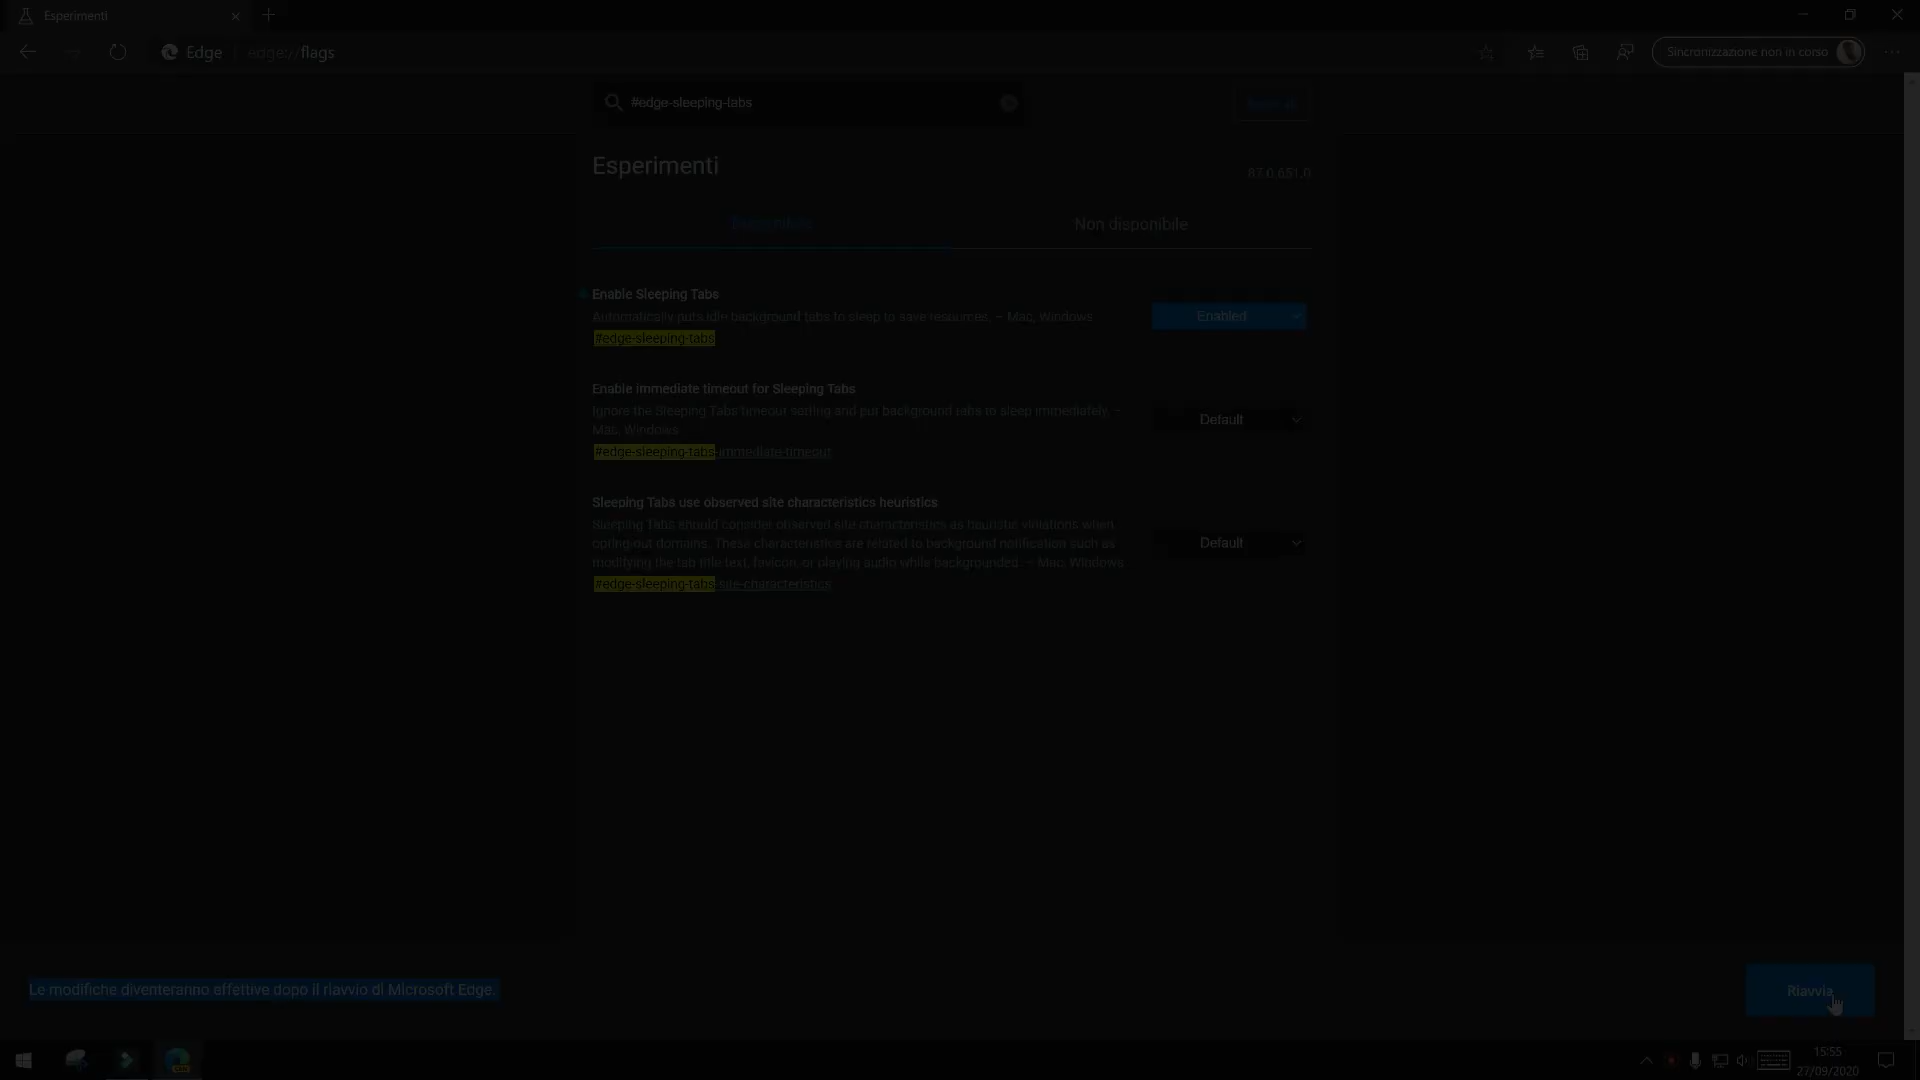 Esperimenti
Edge edge://flags
Sincronizzazione non in corso
#edge-sleeping-tabs
Esperimenti
87.0.651.0
Non disponibile
Enable Sleeping Tabs
Automatically puts idle background tabs to sleep to save resources. – Mac, Windows
#edge-sleeping-tabs
Enabled
Enable immediate timeout for Sleeping Tabs
Ignore the Sleeping Tabs timeout setting and put background tabs to sleep immediately. –
Mac, Windows
#edge-sleeping-tabs-immediate-timeout
Default
Sleeping Tabs use observed site characteristics heuristics
Sleeping Tabs should consider observed site characteristics as heuristic violations when
opting-out domains. These characteristics are related to background notification such as
modifying the tab title text, favicon, or playing audio while backgrounded. – Mac, Windows
#edge-sleeping-tabs-site-characteristics
Default
Le modifiche diventeranno effettive dopo il riavvio di Microsoft Edge.
Riavvia
15:55
27/09/2020